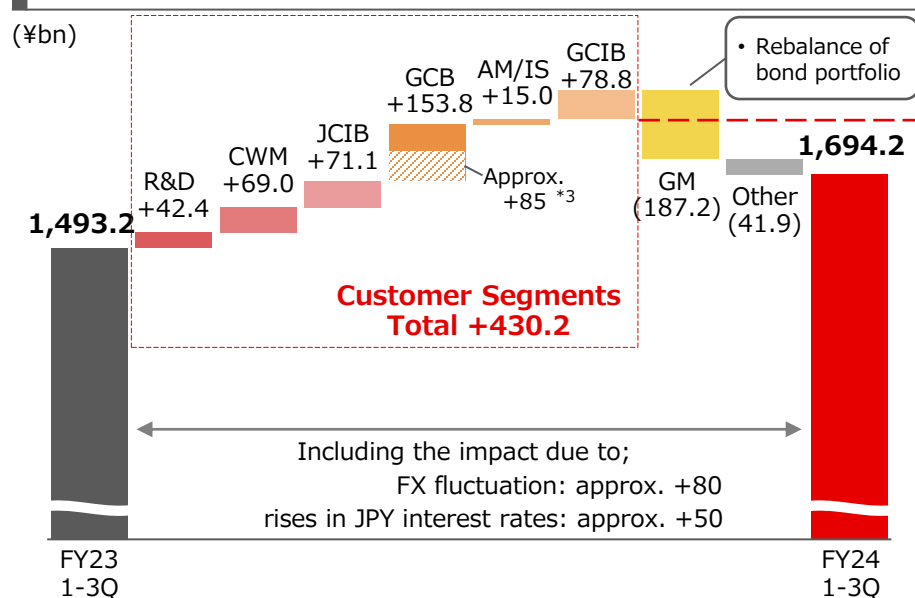 (¥bn)
R&D
+42.4
CWM
+69.0
JCIB
+71.1
GCB
+153.8
AM/IS
+15.0
GCIB
+78.8
• Rebalance of
bond portfolio
Approx.
+85 *3
GM
(187.2)
Other
(41.9)
1,493.2
1,694.2
Customer Segments
Total +430.2
Including the impact due to;
FX fluctuation: approx. +80
rises in JPY interest rates: approx. +50
FY23
1-3Q
FY24
1-3Q